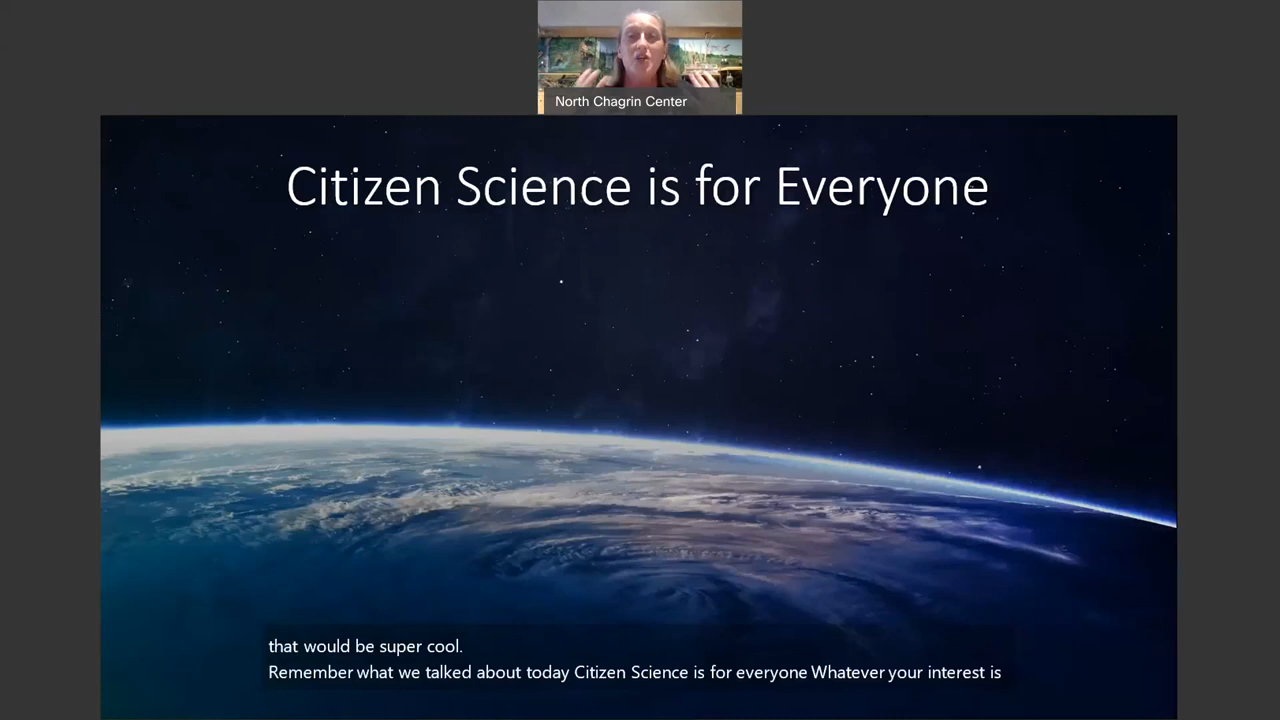 North Chagrin Center
Citizen Science is for Everyone
that would be super cool.
Remember what we talked about today Citizen Science is for everyone Whatever your interest is